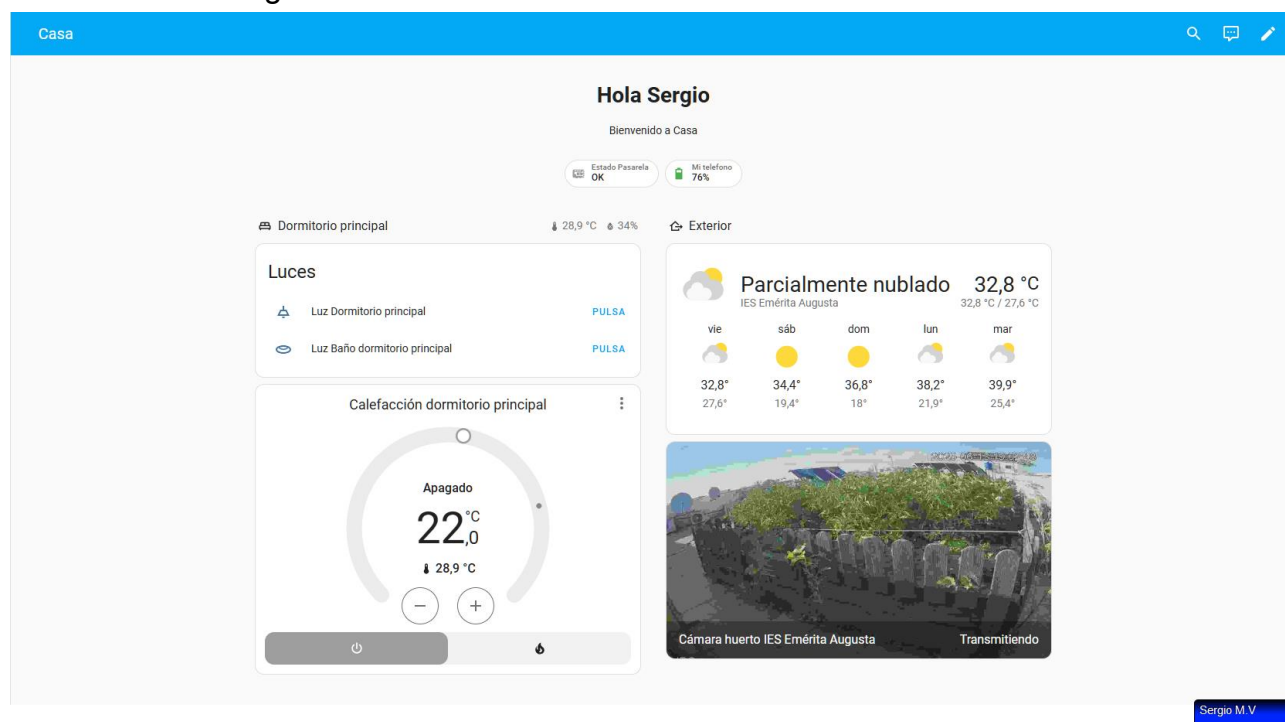 Casa
Hola Sergio
Bienvenido a Casa
Estado Pasarela
OK
Mi telefono
76%
Dormitorio principal
28,9 °C
34%
Luces
Luz Dormitorio principal
PULSA
Luz Baño dormitorio principal
PULSA
Calefacción dormitorio principal
Apagado
22,0 °C
28,9 °C
Exterior
Parcialmente nublado
32,8 °C
IES Emérita Augusta
32,8 °C / 27,6 °C
vie sáb dom lun mar
32,8° 34,4° 36,8° 38,2° 39,9°
27,6° 19,4° 18° 21,9° 25,4°
Cámara huerto IES Emérita Augusta
Transmitiendo
Sergio M.V